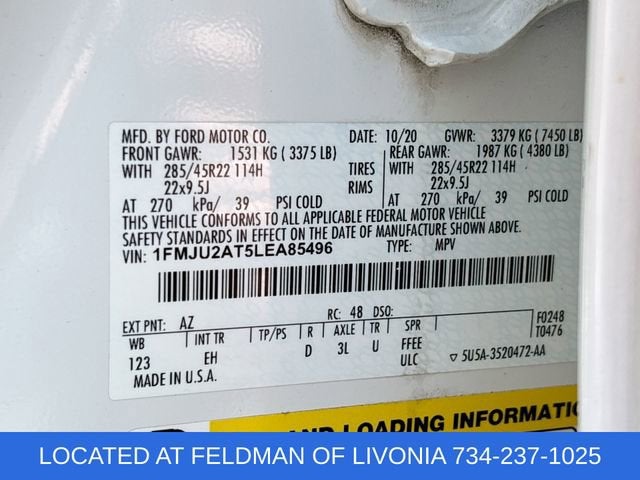 MFD. BY FORD MOTOR CO. DATE: 10/20 GVWR: 3379 KG ( 7450 LB)
FRONT GAWR: 1531 KG ( 3375 LB) REAR GAWR: 1987 KG ( 4380 LB)
WITH 285/45R22 114H TIRES WITH 285/45R22 114H
22x9.5J RIMS 22x9.5J
AT 270 kPa/ 39 PSI COLD AT 270 kPa/ 39 PSI COLD
THIS VEHICLE CONFORMS TO ALL APPLICABLE FEDERAL MOTOR VEHICLE
SAFETY STANDARDS IN EFFECT ON THE DATE OF MANUFACTURE SHOWN ABOVE.
VIN: 1FMJU2AT5LEA85496 TYPE: MPV
EXT PNT: AZ RC: 48 DSO: F0248
WB INT TR TP/PS R AXLE TR SPR T0476
123 EH D 3L U FFEE
ULC ▽ 5U5A-3520472-AA
MADE IN U.S.A.
AND LOADING INFORMATIO
LOCATED AT FELDMAN OF LIVONIA 734-237-1025